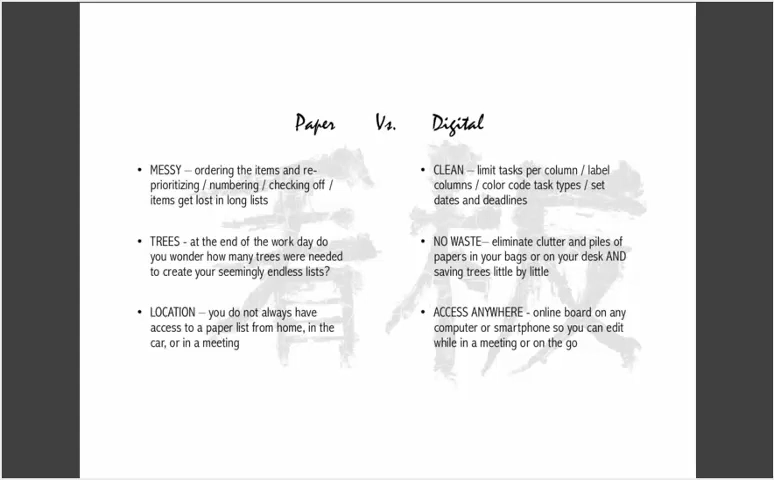 Paper Vs. Digital
• MESSY – ordering the items and re-
prioritizing / numbering / checking off /
items get lost in long lists
• TREES - at the end of the work day do
you wonder how many trees were needed
to create your seemingly endless lists?
• LOCATION – you do not always have
access to a paper list from home, in the
car, or in a meeting
• CLEAN – limit tasks per column / label
columns / color code task types / set
dates and deadlines
• NO WASTE– eliminate clutter and piles of
papers in your bags or on your desk AND
saving trees little by little
• ACCESS ANYWHERE - online board on any
computer or smartphone so you can edit
while in a meeting or on the go
看板